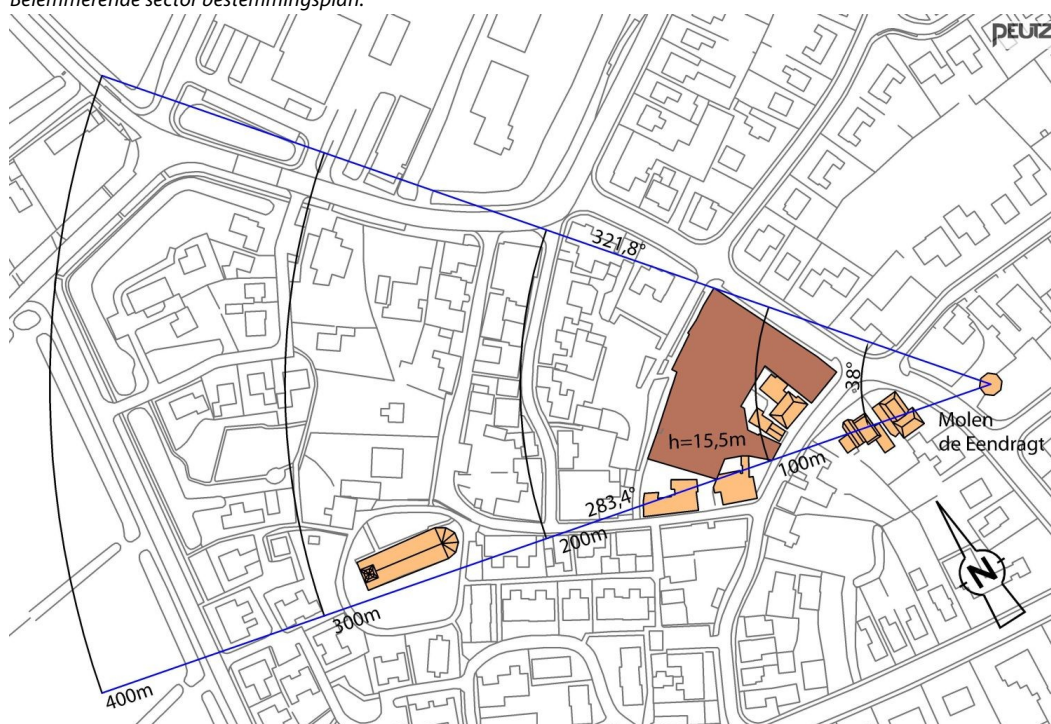 Belemmerende sector bestemmingsplan.
PEUTZ
321,8°
38°
Molen
de Eendragt
h=15,5m
100m
283,4°
200m
300m
400m
N